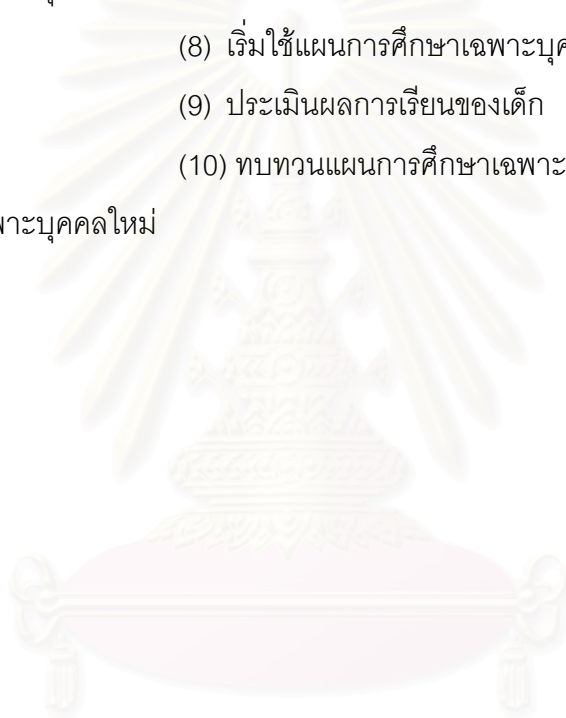 (8) เริ่มใช้แผนการศึกษาเฉพาะบุค
(9) ประเมินผลการเรียนของเด็ก
(10) ทบทวนแผนการศึกษาเฉพาะ
พาะบุคคลใหม่